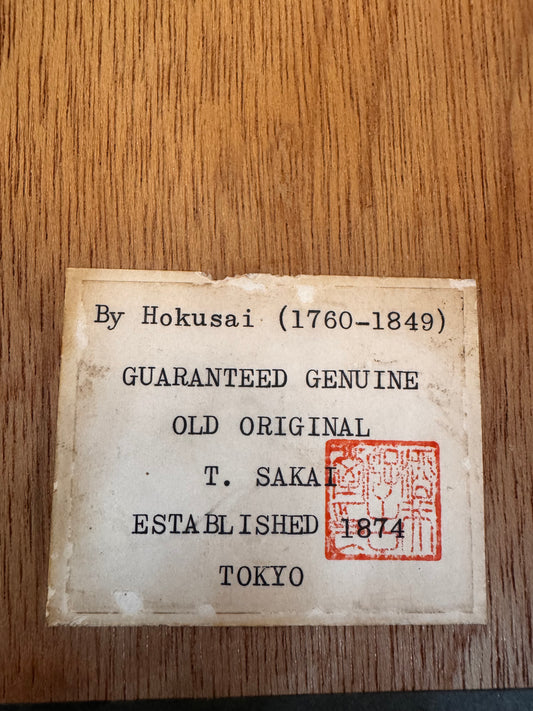 By Hokusai (1760-1849)
GUARANTEED GENUINE
OLD ORIGINAL
T. SAKAI
ESTABLISHED 1874
TOKYO